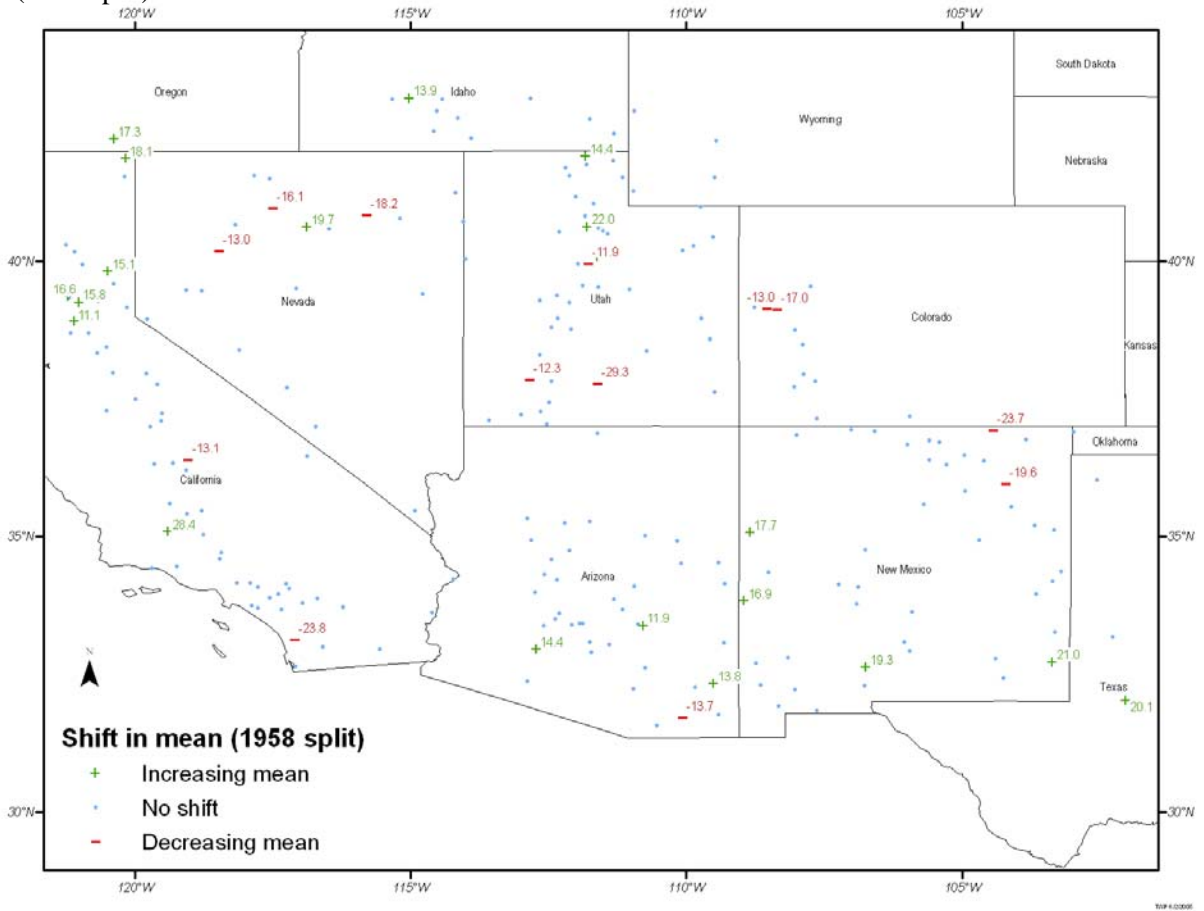 120°W 115°W 110°W 105°W
South Dakota
Oregon
13.9 Idaho
Wyoming
17.3
18.1
14.4
Nebraska
-16.1
-18.2
19.7
22.0
-13.0
-11.9
40°N
40°N
15.1
16.6 15.8
11.1
Nevada
Utah
-13.0 -17.0
Colorado
Kansas
-12.3
-29.3
-23.7
Oklahoma
-13.1
California
-19.6
28.4
17.7
35°N
35°N
Arizona
New Mexico
16.9
11.9
-23.8
14.4
19.3
21.0
13.8
Texas
-13.7
20.1
N
Shift in mean (1958 split)
Increasing mean
No shift
Decreasing mean
30°N
30°N
120°W 115°W 110°W 105°W